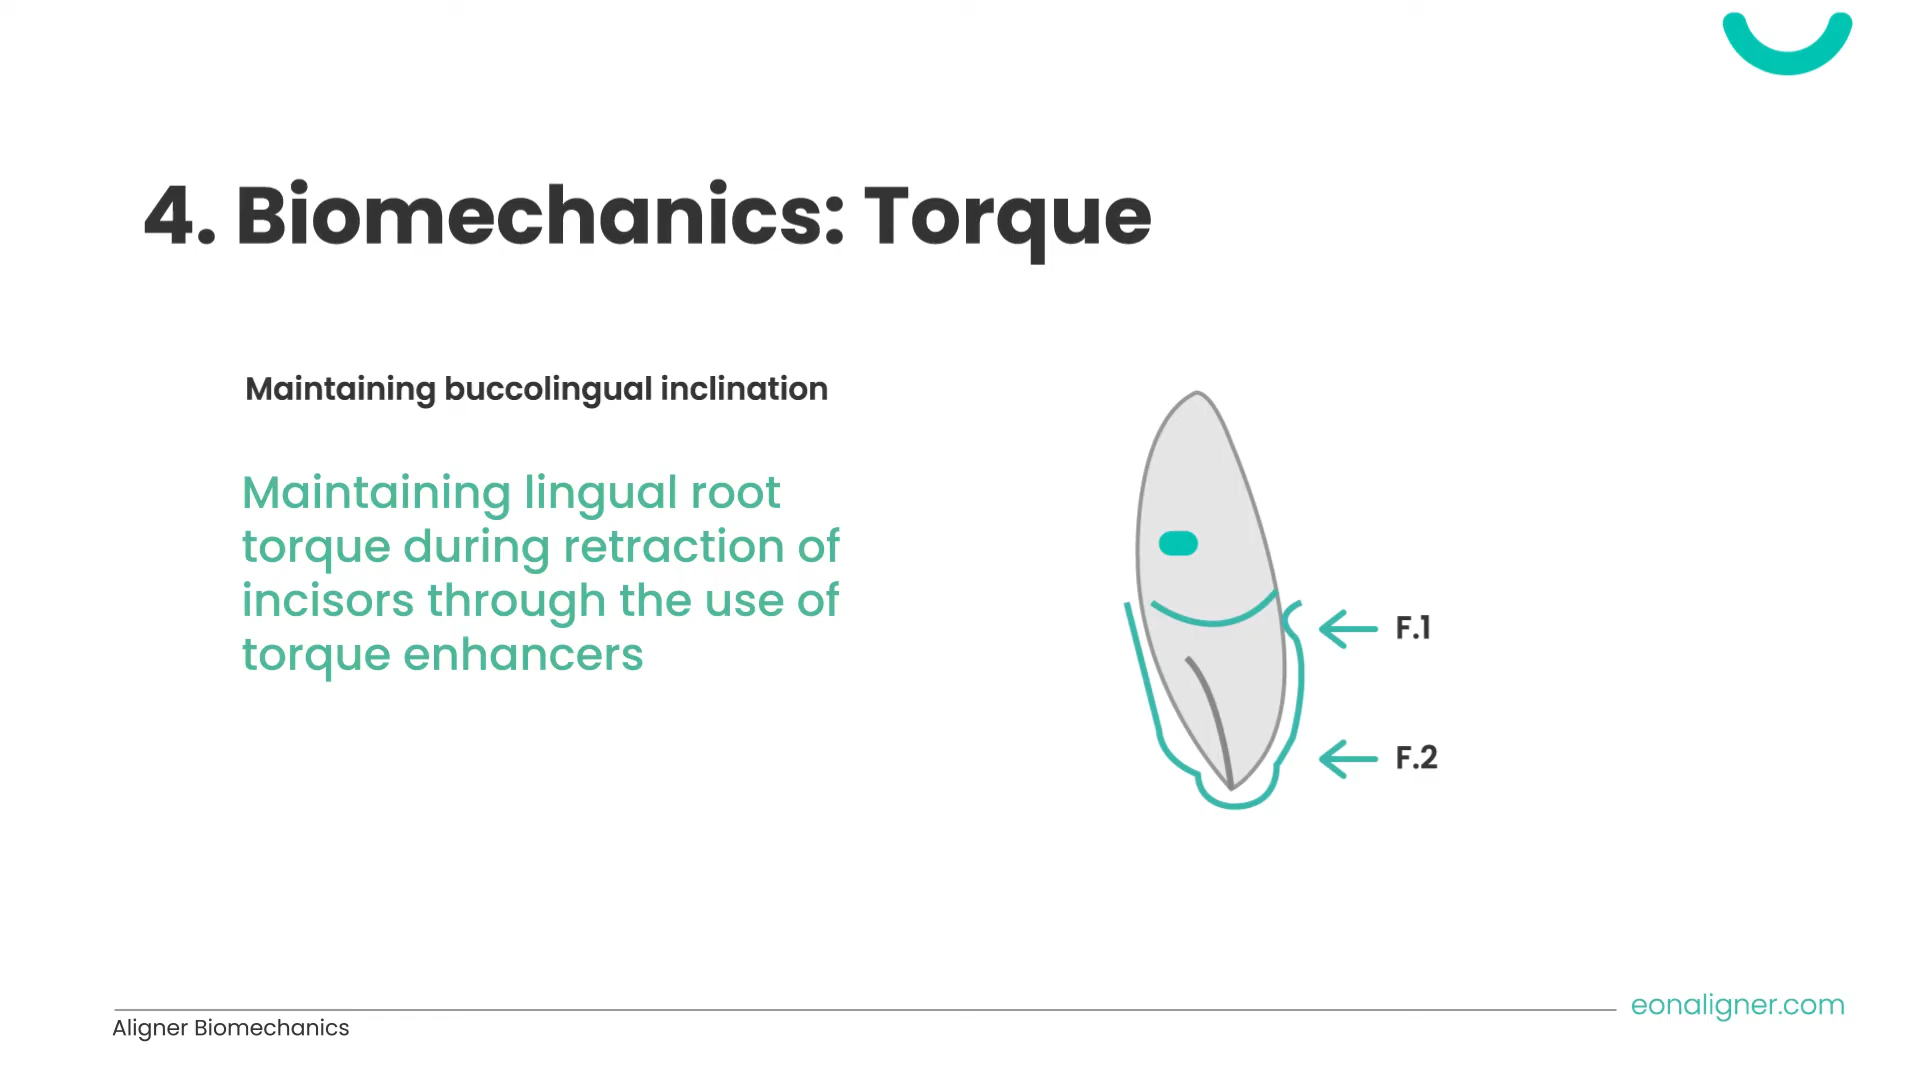 4. Biomechanics: Torque
Maintaining buccolingual inclination
Maintaining lingual root
torque during retraction of
incisors through the use of
torque enhancers
F.1
F.2
eonaligner.com
Aligner Biomechanics